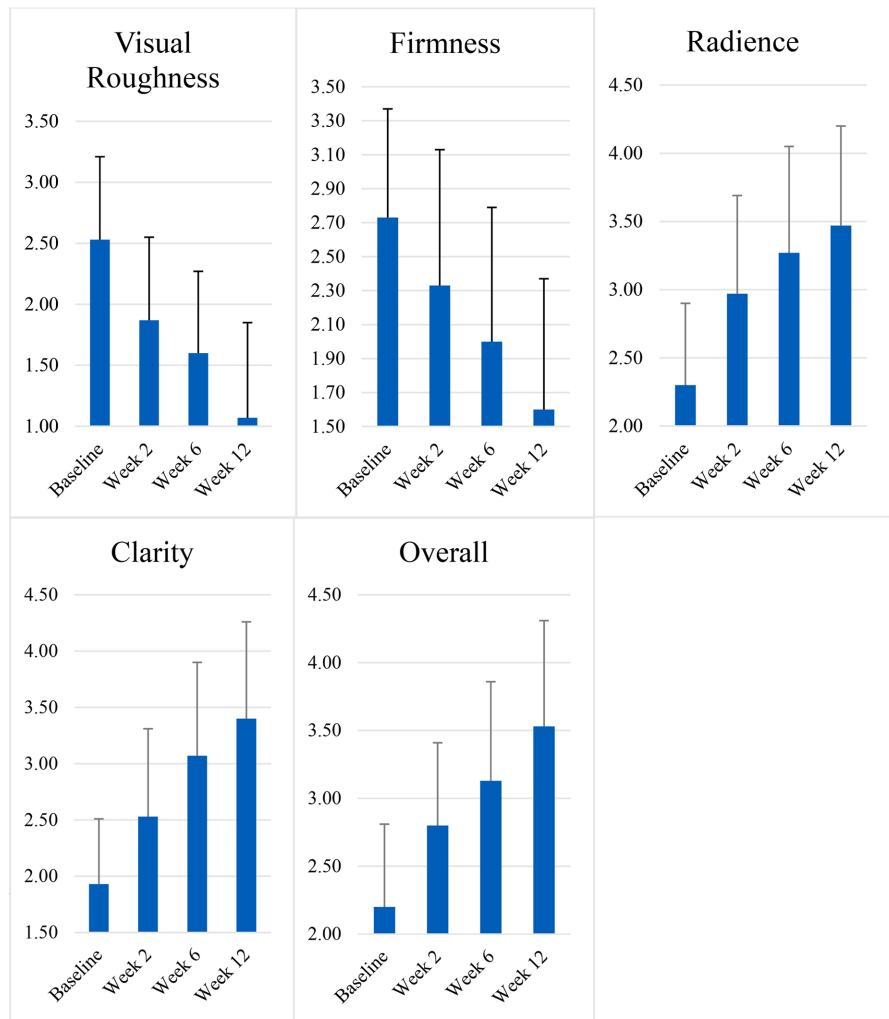 Visual
Roughness
3.50
3.00
2.50
2.00
1.50
1.00
Baseline
Week 2
Week 6
Week 12
Firmness
3.50
3.30
3.10
2.90
2.70
2.50
2.30
2.10
1.90
1.70
1.50
Baseline
Week 2
Week 6
Week 12
Radience
4.50
4.00
3.50
3.00
2.50
2.00
Baseline
Week 2
Week 6
Week 12
Clarity
4.50
4.00
3.50
3.00
2.50
2.00
1.50
Baseline
Week 2
Week 6
Week 12
Overall
4.50
4.00
3.50
3.00
2.50
2.00
Baseline
Week 2
Week 6
Week 12